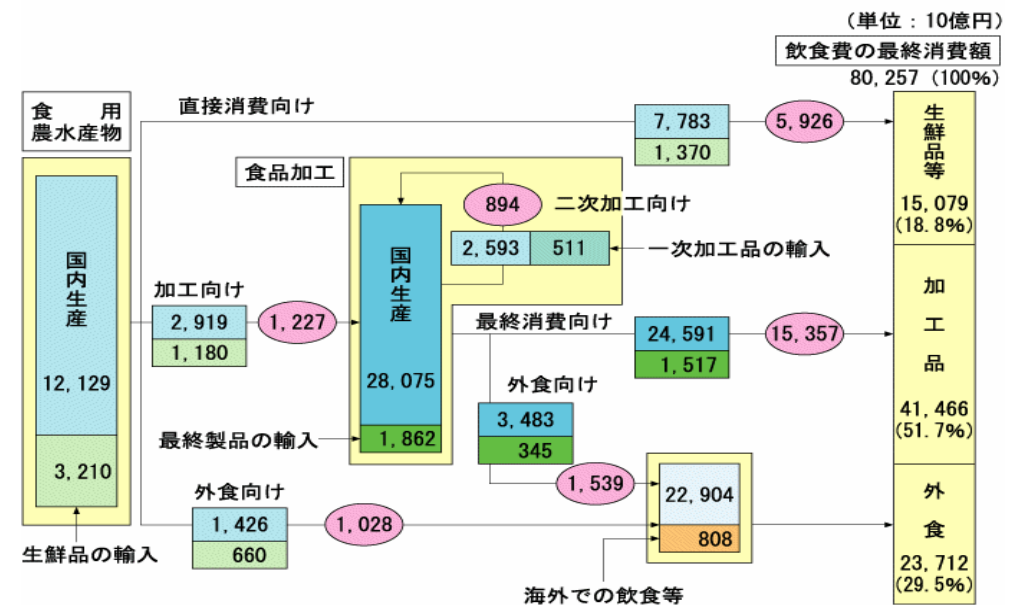 (単位：10億円)
飲食費の最終消費額
80,257 (100%)
食　用
農水産物
直接消費向け
7,783
1,370
5,926
生鮮品等
15,079
(18.8%)
食品加工
894
二次加工向け
2,593
511
一次加工品の輸入
国内生産
12,129
3,210
生鮮品の輸入
加工向け
2,919
1,180
1,227
国内生産
28,075
1,862
最終製品の輸入
最終消費向け
24,591
1,517
15,357
加工品
41,466
(51.7%)
外食向け
3,483
345
1,539
外食向け
1,426
660
1,028
22,904
808
海外での飲食等
外食
23,712
(29.5%)